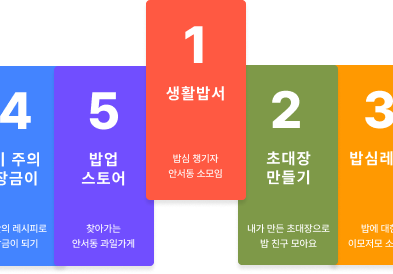 4
의 주의
장금이
의 레시피로
금이 되기
5
밥업
스토어
찾아가는
안서동 과일가게
1
생활밥서
밥심 챙기자
안서동 소모임
2
초대장
만들기
내가 만든 초대장으로
밥 친구 모아요
3
밥심레
밥에 대한
이모저모 소